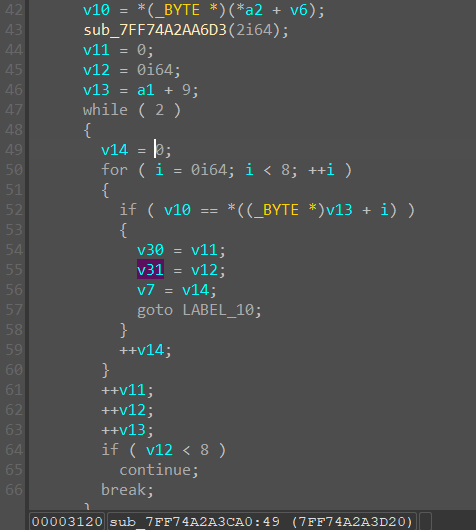 42 v10 = *(_BYTE *)(*a2 + v6);
43 sub_7FF74A2AA6D3(2i64);
44 v11 = 0;
45 v12 = 0i64;
46 v13 = a1 + 9;
47 while ( 2 )
48 {
49 v14 = 0;
50 for ( i = 0i64; i < 8; ++i )
51 {
52 if ( v10 == *((_BYTE *)v13 + i) )
53 {
54 v30 = v11;
55 v31 = v12;
56 v7 = v14;
57 goto LABEL_10;
58 }
59 ++v14;
60 }
61 ++v11;
62 ++v12;
63 ++v13;
64 if ( v12 < 8 )
65 continue;
66 break;
}
00003120 sub_7FF74A2A3CA0:49 (7FF74A2A3D20)